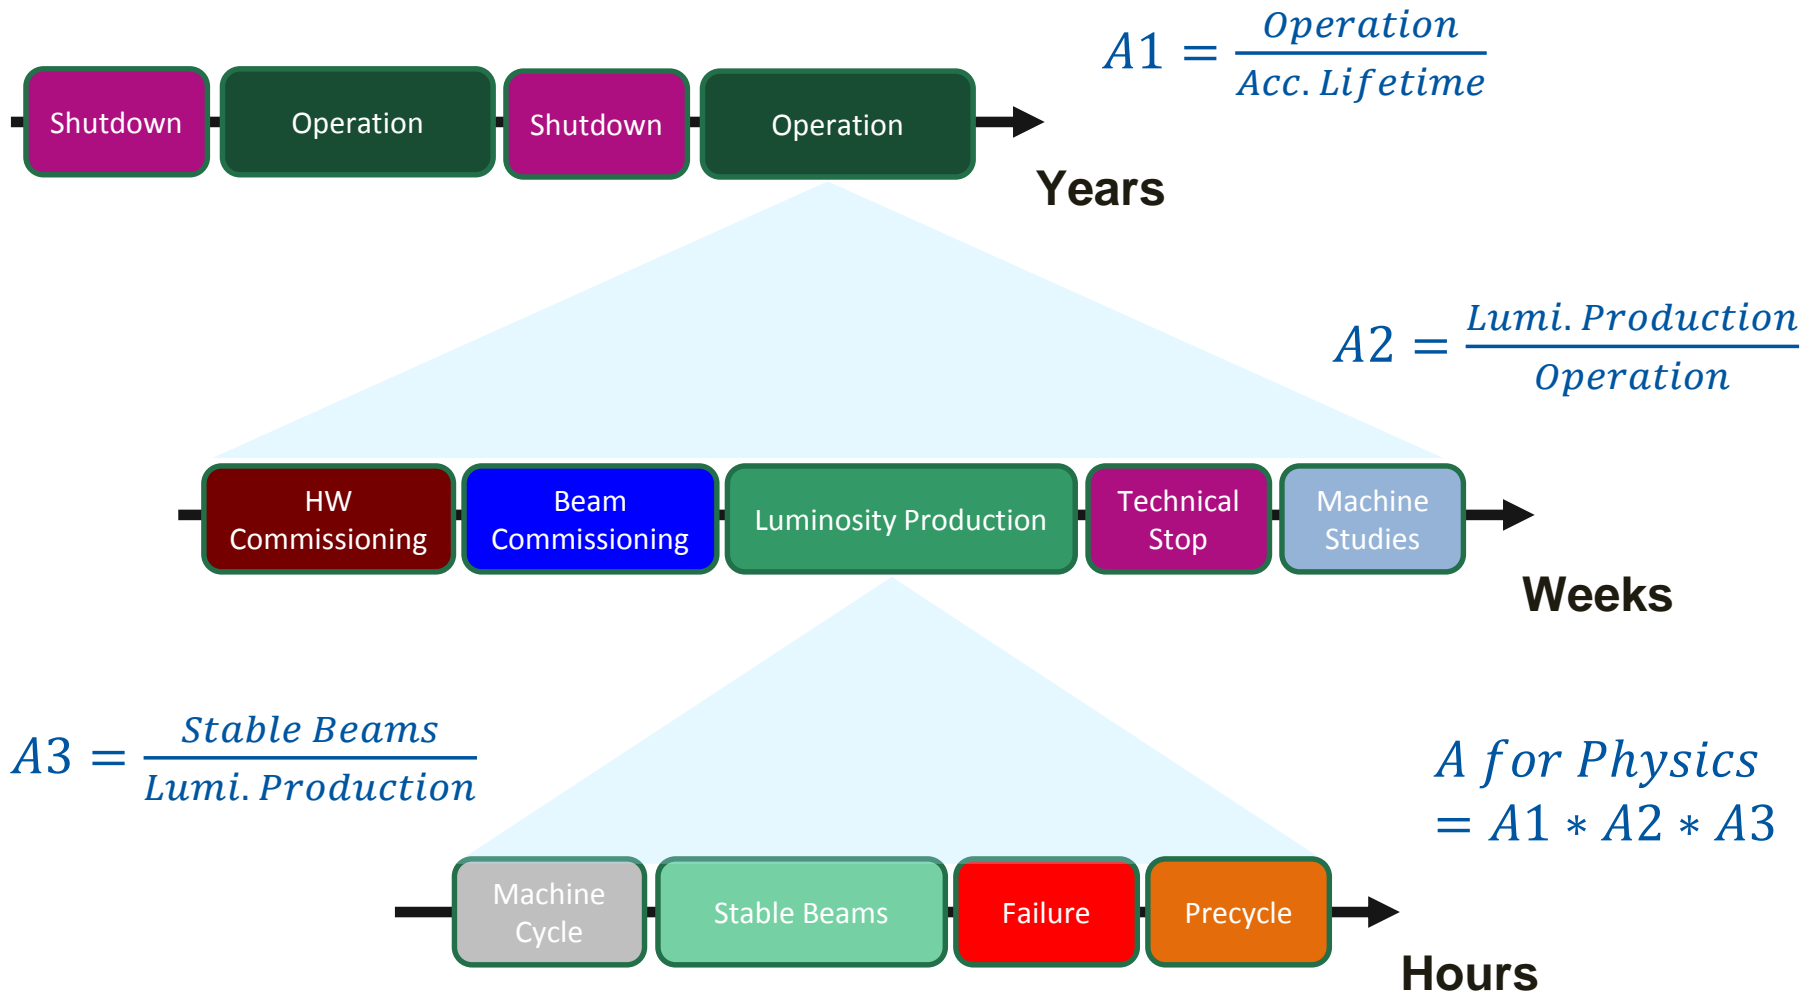 A1 = Operation / Acc. Lifetime
Shutdown
Operation
Shutdown
Operation
Years
A2 = Lumi. Production / Operation
HW
Commissioning
Beam
Commissioning
Luminosity Production
Technical
Stop
Machine
Studies
Weeks
A3 = Stable Beams / Lumi. Production
A for Physics
= A1 * A2 * A3
Machine
Cycle
Stable Beams
Failure
Precycle
Hours